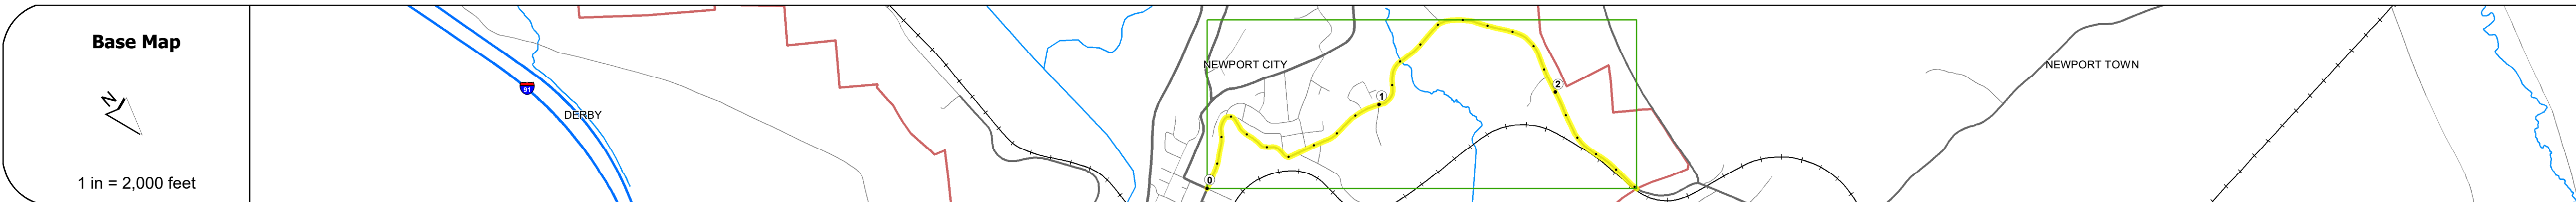 Base Map
N
1 in = 2,000 feet
91
DERBY
NEWPORT CITY
0
1
2
NEWPORT TOWN